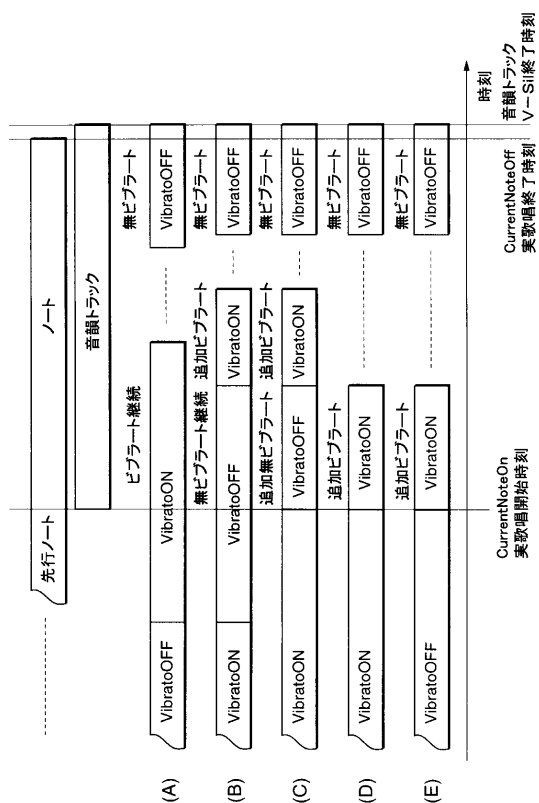 先行ノート
ノート
音韻トラック
ビブラート継続
無ビブラート
(A)
VibratoOFF
VibratoON
VibratoOFF
無ビブラート継続
追加ビブラート
無ビブラート
(B)
VibratoON
VibratoOFF
VibratoON
VibratoOFF
追加無ビブラート
追加ビブラート
無ビブラート
(C)
VibratoON
VibratoOFF
VibratoON
VibratoOFF
追加ビブラート
無ビブラート
(D)
VibratoON
VibratoON
VibratoOFF
追加ビブラート
無ビブラート
(E)
VibratoOFF
VibratoON
VibratoOFF
時刻
CurrentNoteOn
実歌唱開始時刻
CurrentNoteOff
実歌唱終了時刻
音韻トラック
V－Sil終了時刻